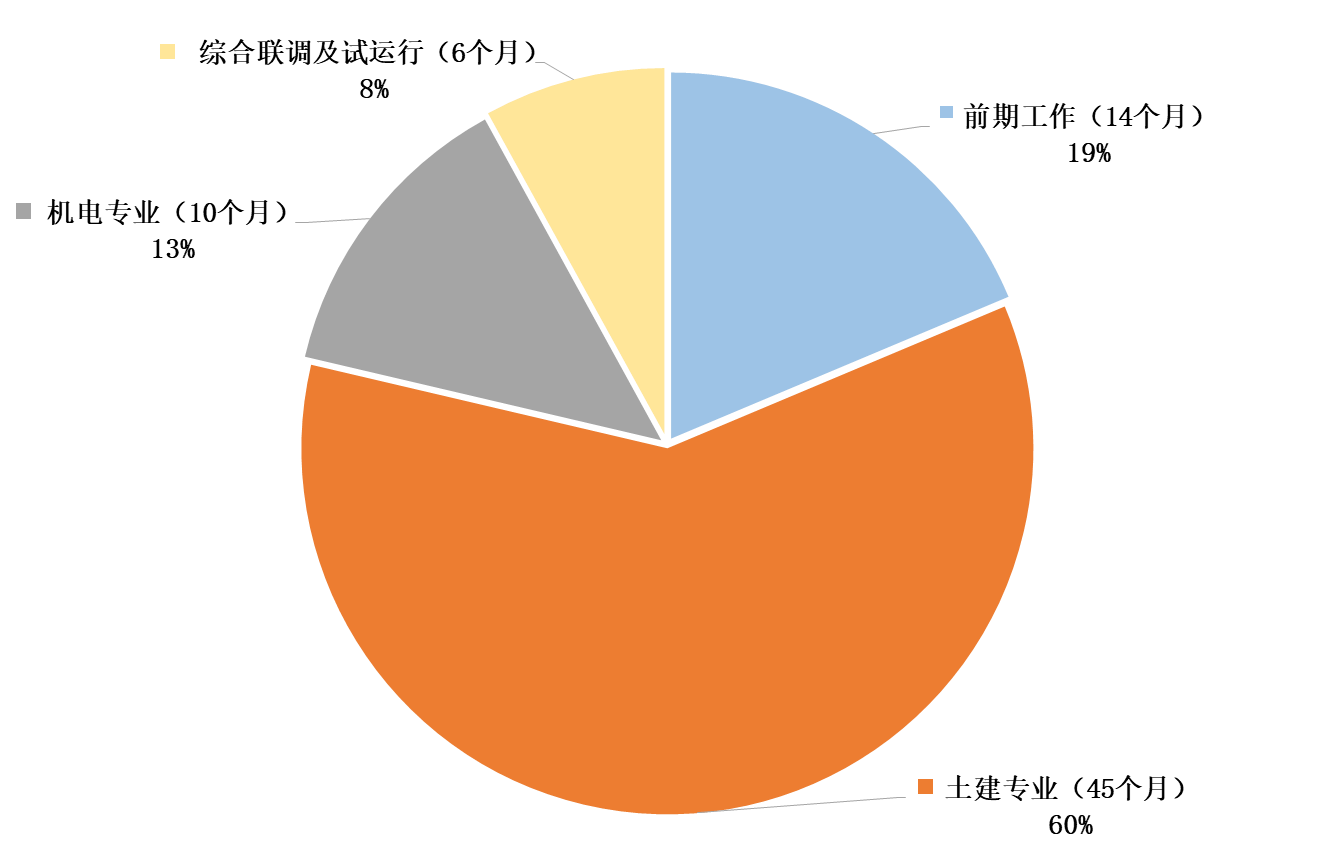 综合联调及试运行（6个月）
8%
前期工作（14个月）
19%
机电专业（10个月）
13%
土建专业（45个月）
60%